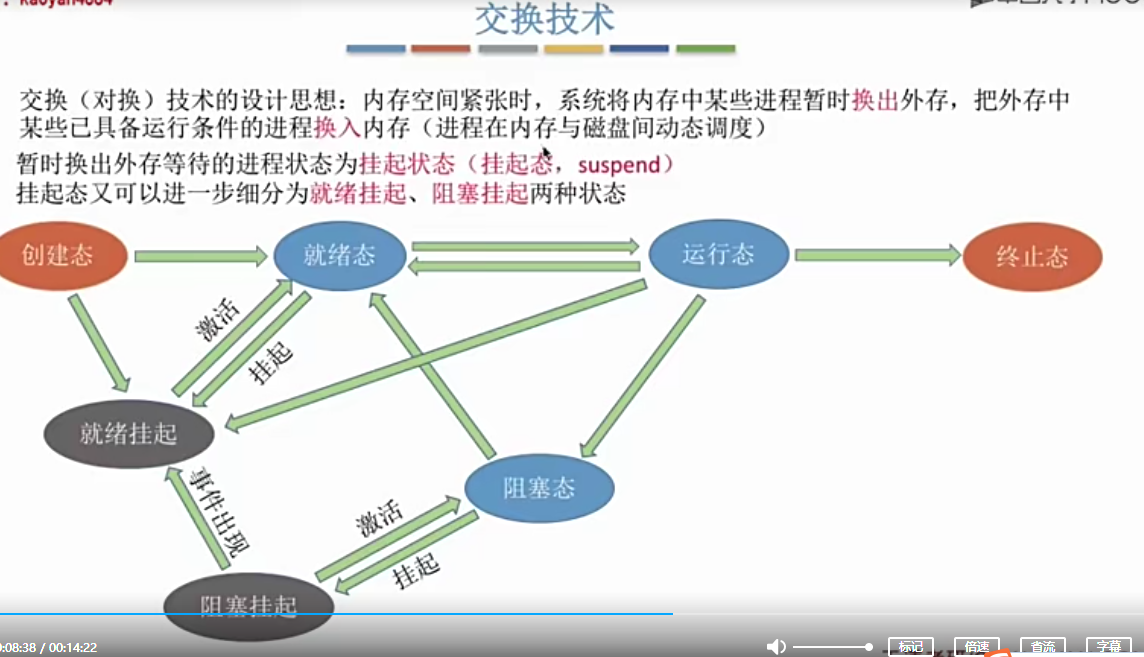 交换技术
交换（对换）技术的设计思想：内存空间紧张时，系统将内存中某些进程暂时换出外存，把外存中
某些已具备运行条件的进程换入内存（进程在内存与磁盘间动态调度）
暂时换出外存等待的进程状态为挂起状态（挂起态，suspend）
挂起态又可以进一步细分为就绪挂起、阻塞挂起两种状态
创建态
就绪态
运行态
终止态
激活
挂起
就绪挂起
事件出现
阻塞态
激活
挂起
阻塞挂起
0:08:38 / 00:14:22
标记
倍速
省流
字幕